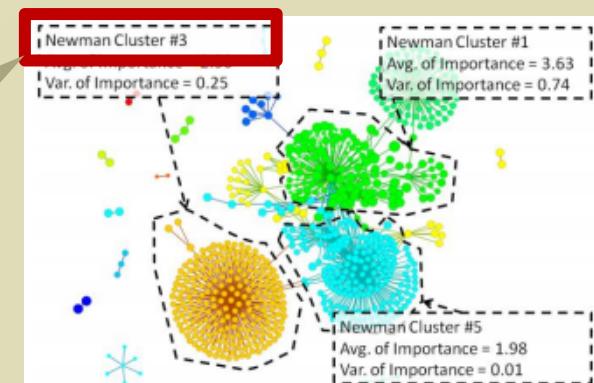 Newman Cluster #3
Var. of Importance = 0.25
Newman Cluster #1
Avg. of Importance = 3.63
Var. of Importance = 0.74
Newman Cluster #5
Avg. of Importance = 1.98
Var. of Importance = 0.01